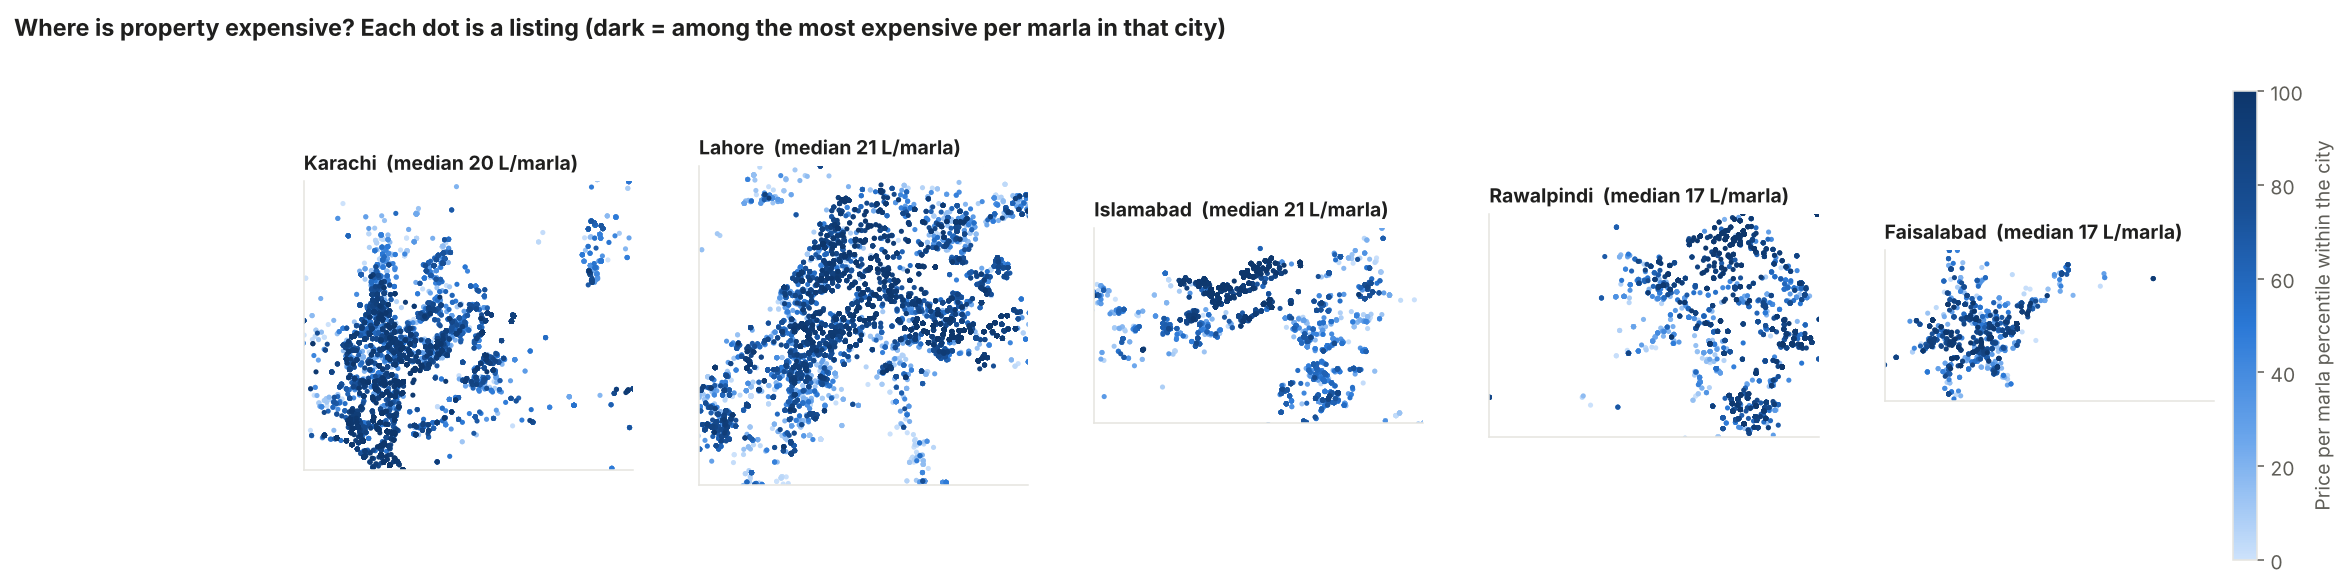 Where is property expensive? Each dot is a listing (dark = among the most expensive per marla in that city)
Karachi (median 20 L/marla)
Lahore (median 21 L/marla)
Islamabad (median 21 L/marla)
Rawalpindi (median 17 L/marla)
Faisalabad (median 17 L/marla)
100
80
60
40
20
0
Price per marla percentile within the city